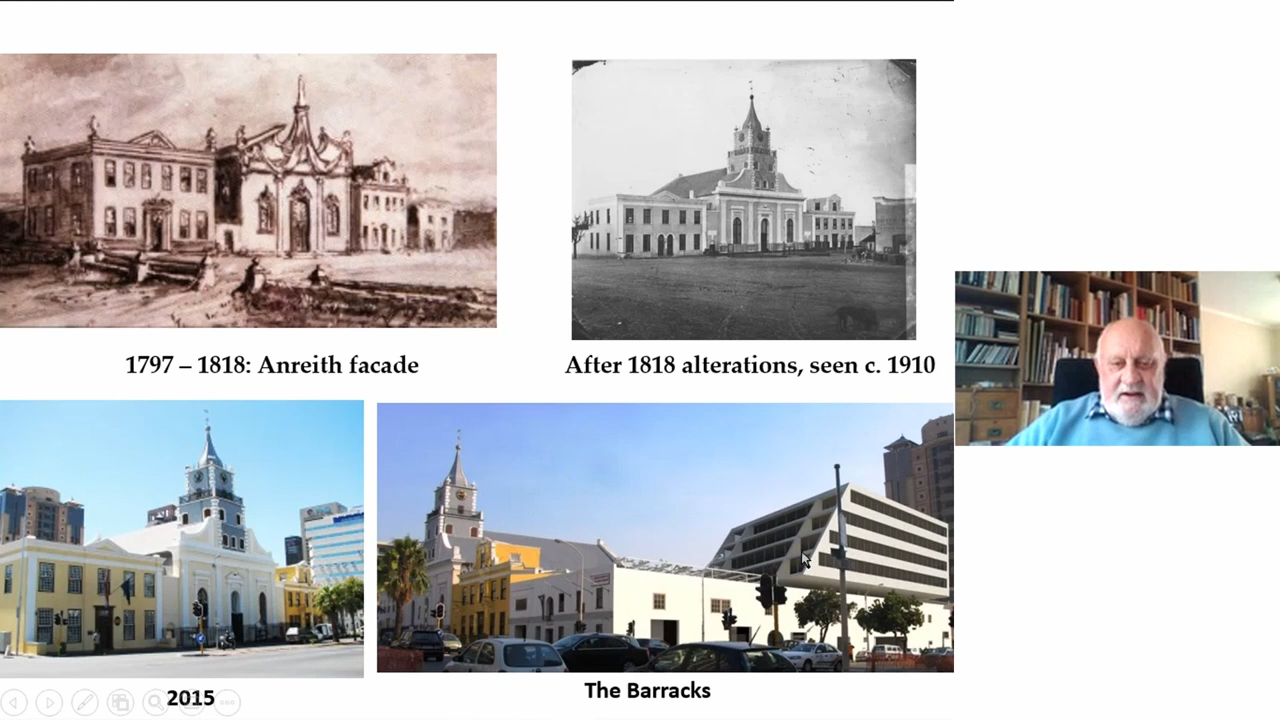 1797 – 1818: Anreith facade
After 1818 alterations, seen c. 1910
2015
The Barracks